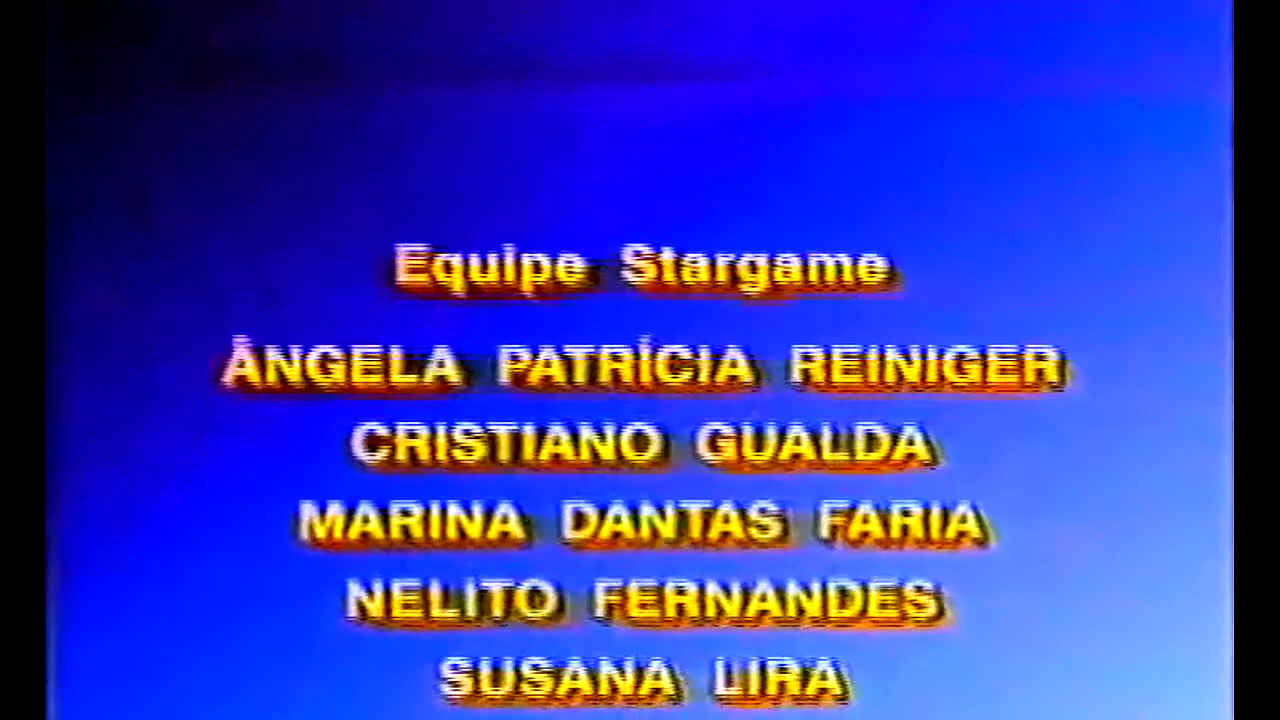 Equipe Stargame
ÂNGELA PATRÍCIA REINIGER
CRISTIANO GUALDA
MARINA DANTAS FARIA
NELITO FERNANDES
SUSANA LIRA